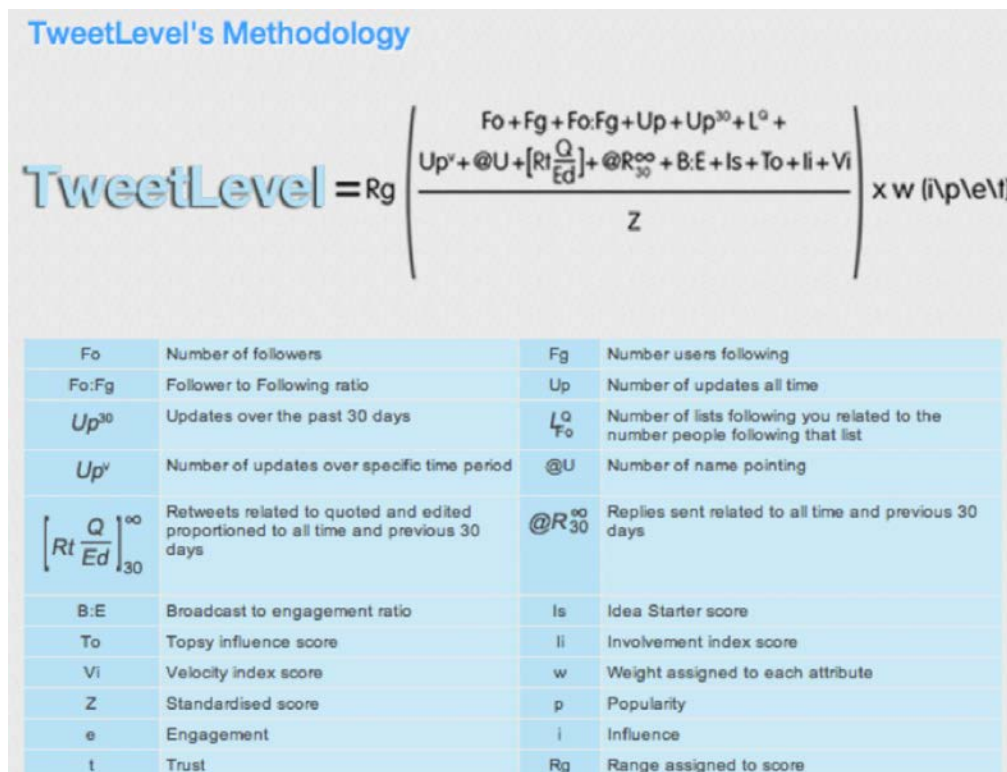 TweetLevel's Methodology
Fo+Fg+Fo:Fg+Up+Up³⁰+L^Q+
TweetLevel = Rg ( Upᵛ+@U+[Rt Q/Ed]+@R∞30+B:E+Is+To+Ii+Vi ) x w (i\p\e\t)
Z
Fo Number of followers Fg Number users following
Fo:Fg Follower to Following ratio Up Number of updates all time
Up³⁰ Updates over the past 30 days L Q Fo Number of lists following you related to the
number people following that list
Upᵛ Number of updates over specific time period @U Number of name pointing
[Rt Q/Ed]∞30 Retweets related to quoted and edited
proportioned to all time and previous 30
days
@R∞30 Replies sent related to all time and previous 30
days
B:E Broadcast to engagement ratio Is Idea Starter score
To Topsy influence score Ii Involvement index score
Vi Velocity index score w Weight assigned to each attribute
Z Standardised score p Popularity
e Engagement i Influence
t Trust Rg Range assigned to score